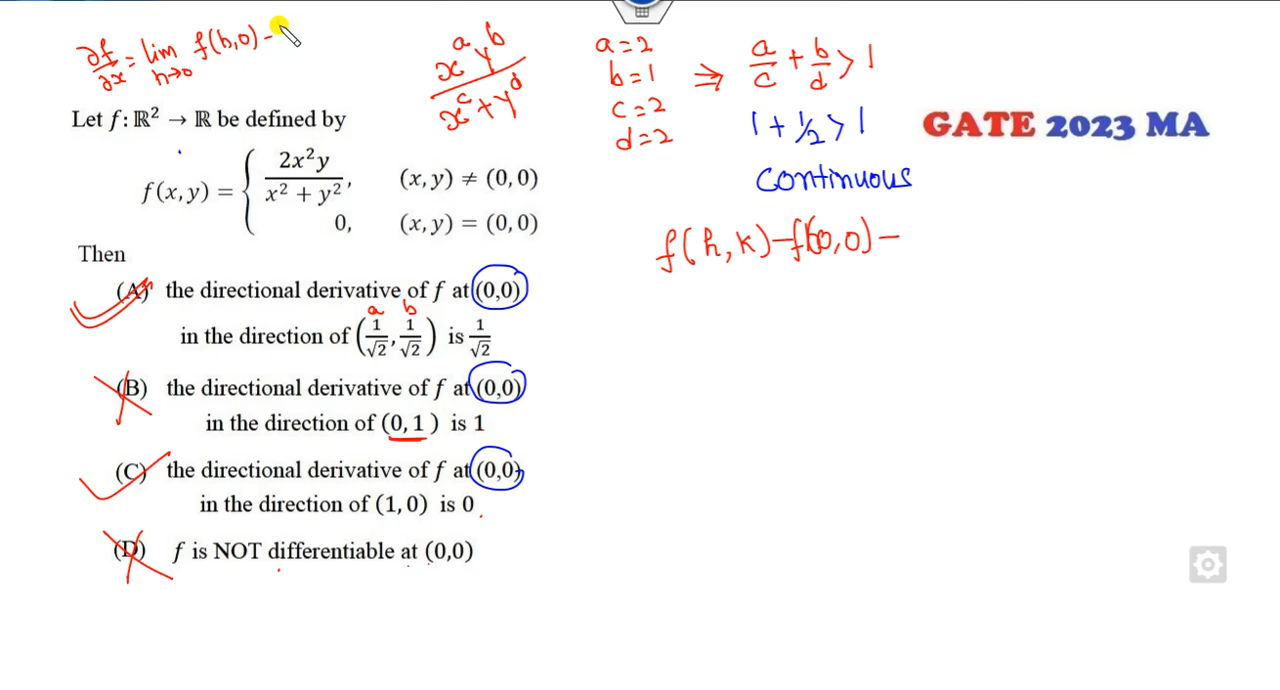 ∂f/∂x = lim h→0 f(h,0) -
x^a y^b / x^c + y^d
a = 2
b = 1
c = 2
d = 2
⇒ a/c + b/d > 1
1 + 1/2 > 1
continuous
GATE 2023 MA
Let f: ℝ² → ℝ be defined by
f(x, y) = { 2x²y / x² + y², (x, y) ≠ (0, 0)
0, (x, y) = (0, 0)
f(h, k) - f(0, 0) -
Then
(A) the directional derivative of f at (0,0)
a b
in the direction of (1/√2, 1/√2) is 1/√2
(B) the directional derivative of f at (0,0)
in the direction of (0, 1) is 1
(C) the directional derivative of f at (0,0)
in the direction of (1, 0) is 0
(D) f is NOT differentiable at (0,0)